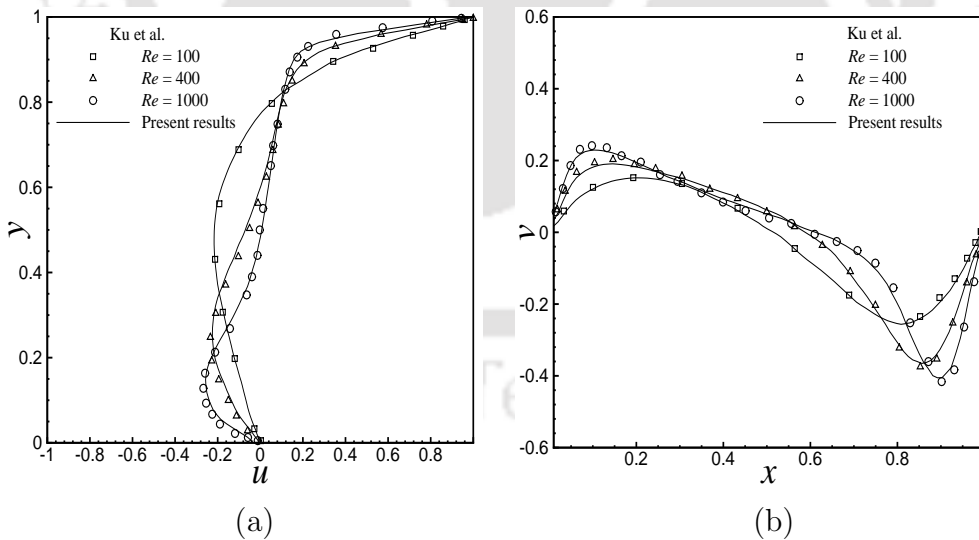 Ku et al.
Re = 100
Re = 400
Re = 1000
Present results
1
0.8
0.6
0.4
0.2
0
y
-1
-0.8
-0.6
-0.4
-0.2
0
0.2
0.4
0.6
0.8
u
(a)
Ku et al.
Re = 100
Re = 400
Re = 1000
Present results
0.6
0.4
0.2
0
-0.2
-0.4
-0.6
v
0.2
0.4
0.6
0.8
x
(b)